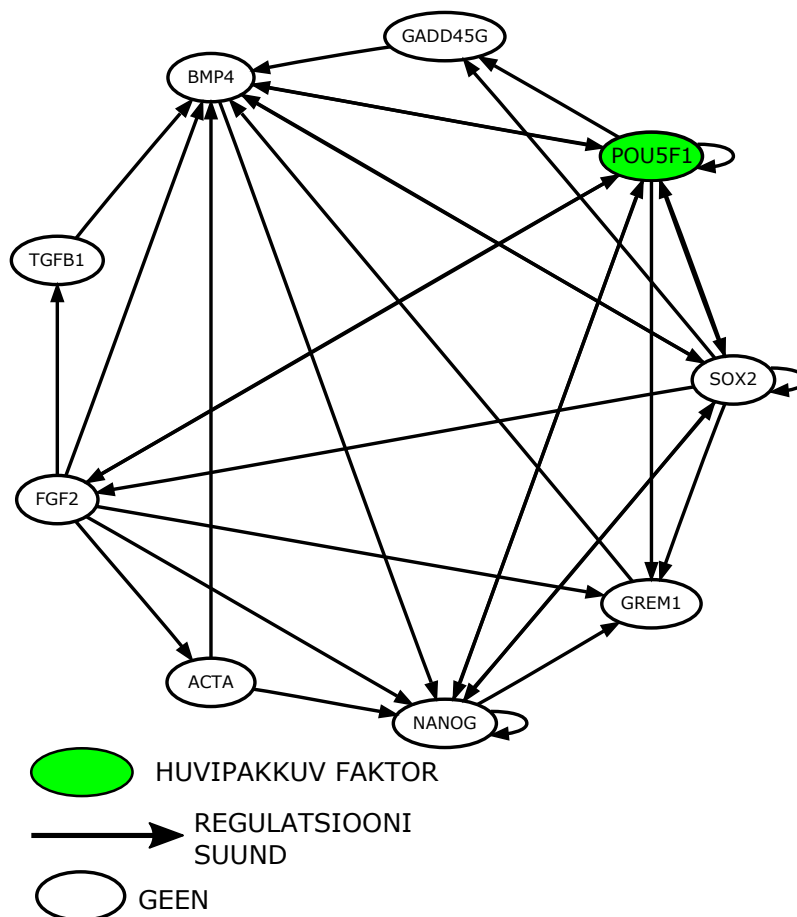 GADD45G
BMP4
POU5F1
TGFB1
SOX2
FGF2
GREM1
ACTA
NANOG
HUVIPAKKUV FAKTOR
REGULATSIOONI
SUUND
GEEN